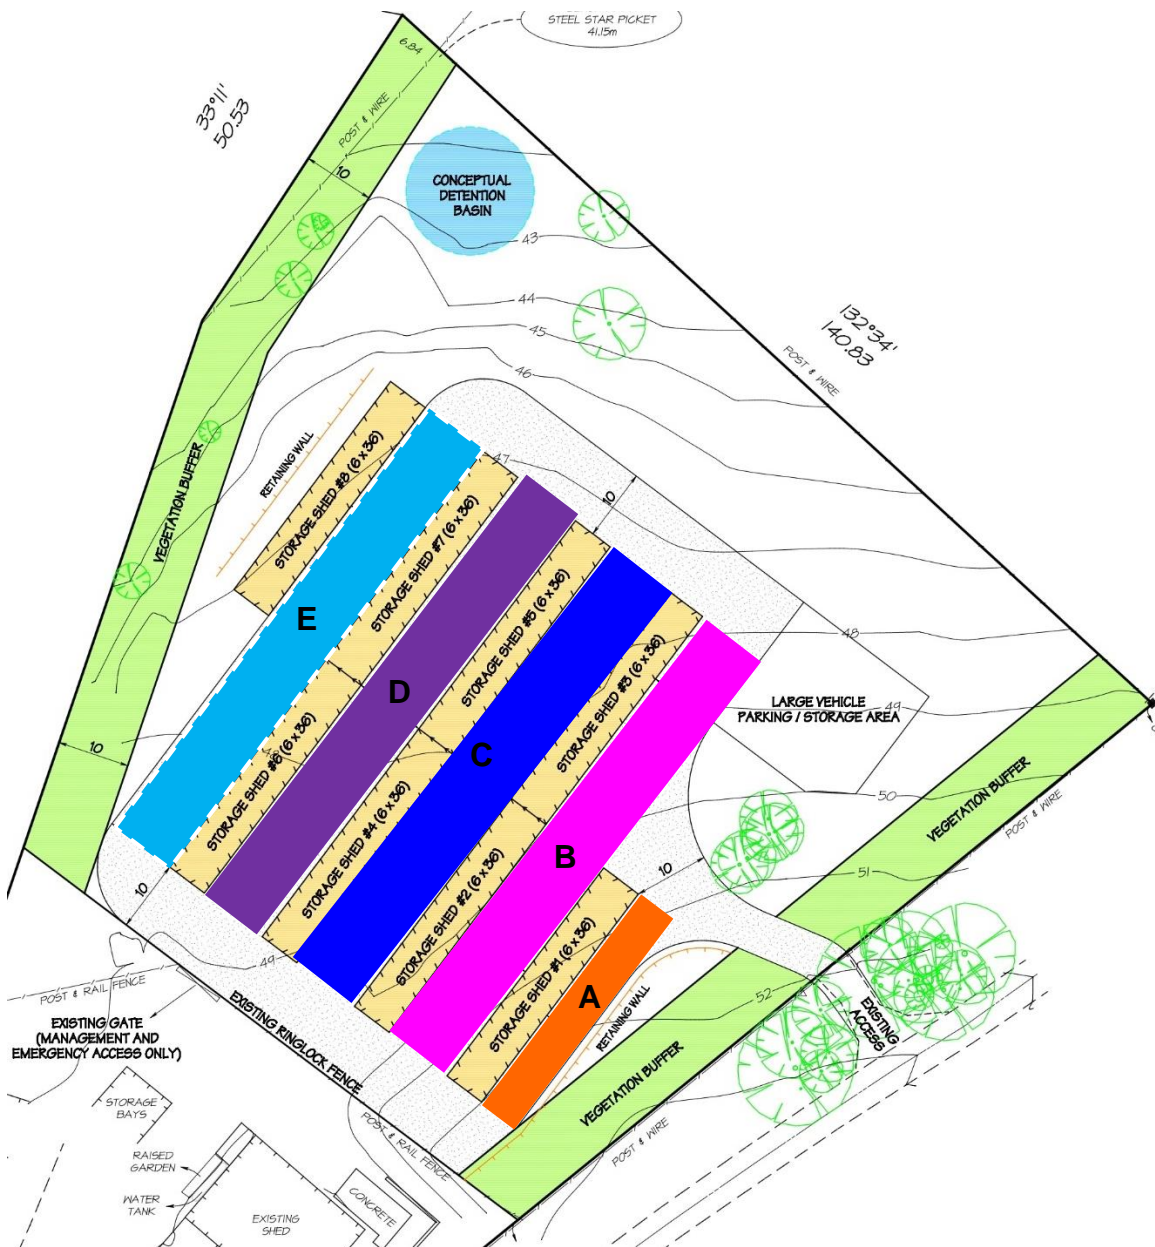 STEEL STAR PICKET
41.15m
6.84
33°11'
50.53
POST & WIRE
10
CONCEPTUAL
DETENTION
BASIN
43
44
45
46
132°34'
140.83
POST & WIRE
VEGETATION BUFFER
RETAINING WALL
STORAGE SHED #8 (6 x 36)
47
10
STORAGE SHED #7 (6 x 36)
STORAGE SHED #5 (6 x 36)
E
D
C
STORAGE SHED #3 (6 x 36)
48
LARGE VEHICLE
PARKING / STORAGE AREA
49
10
48
STORAGE SHED #6 (6 x 36)
STORAGE SHED #4 (6 x 36)
STORAGE SHED #2 (6 x 36)
B
50
VEGETATION BUFFER
POST & WIRE
10
10
51
49
STORAGE SHED #1 (6 x 36)
A
RETAINING WALL
52
EXISTING
ACCESS
POST & RAIL FENCE
EXISTING GATE
(MANAGEMENT AND
EMERGENCY ACCESS ONLY)
EXISTING RINGLOCK FENCE
VEGETATION BUFFER
POST & WIRE
POST & RAIL FENCE
STORAGE
BAYS
RAISED
GARDEN
WATER
TANK
EXISTING
SHED
CONCRETE